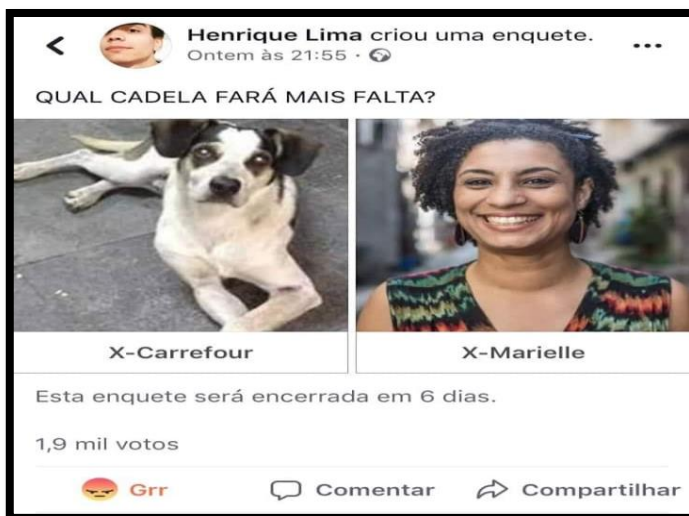 Henrique Lima criou uma enquete.
Ontem às 21:55 ·
QUAL CADELA FARÁ MAIS FALTA?
X-Carrefour
X-Marielle
Esta enquete será encerrada em 6 dias.
1,9 mil votos
Grr
Comentar
Compartilhar